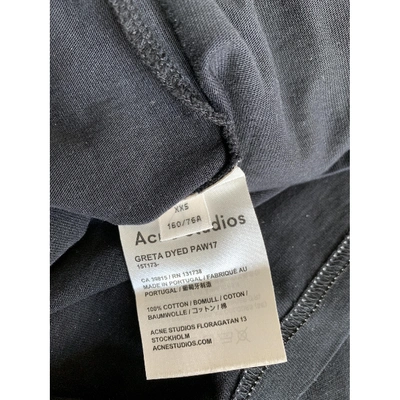 XXS
160/76A
Acne Studios
GRETA DYED PAW17
15T173-
CA 39815 / RN 131738
MADE IN PORTUGAL / FABRIQUÉ AU
PORTUGAL / 葡萄牙制造
100% COTTON / BOMULL / COTON /
BAUMWOLLE / コットン / 棉
ACNE STUDIOS FLORAGATAN 13
STOCKHOLM
ACNESTUDIOS.COM